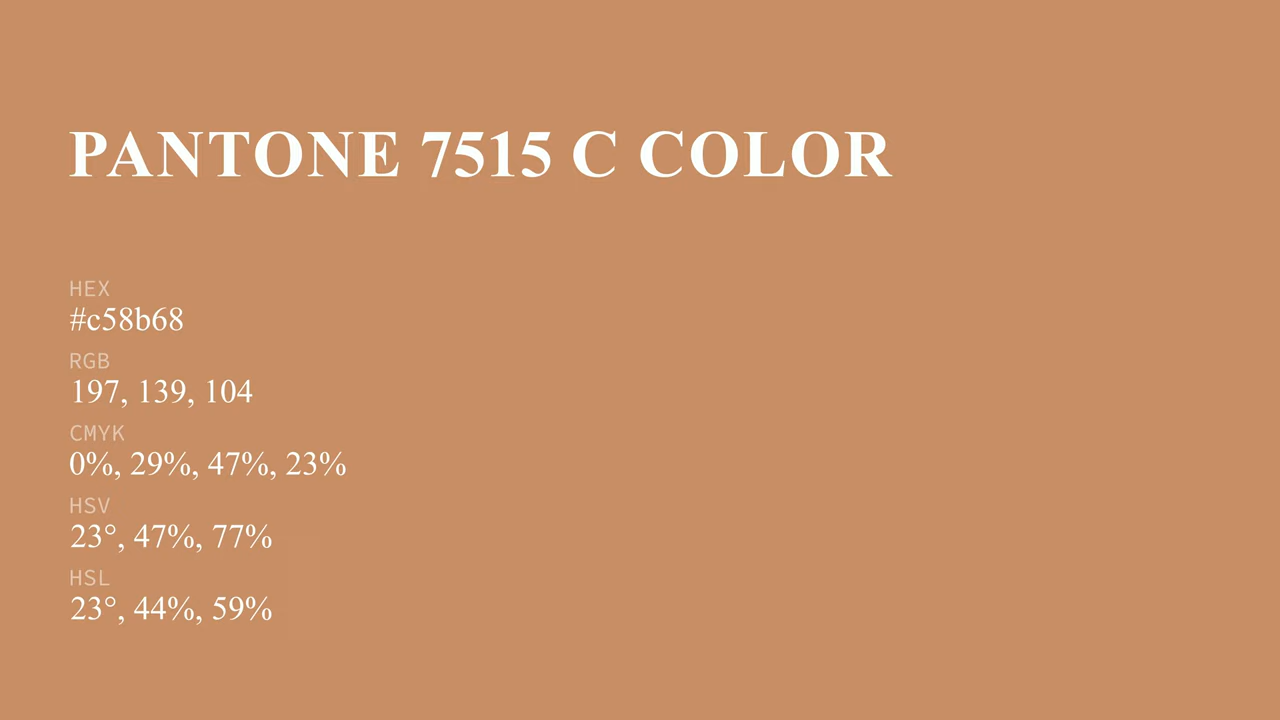 PANTONE 7515 C COLOR
HEX
#c58b68
RGB
197, 139, 104
CMYK
0%, 29%, 47%, 23%
HSV
23°, 47%, 77%
HSL
23°, 44%, 59%